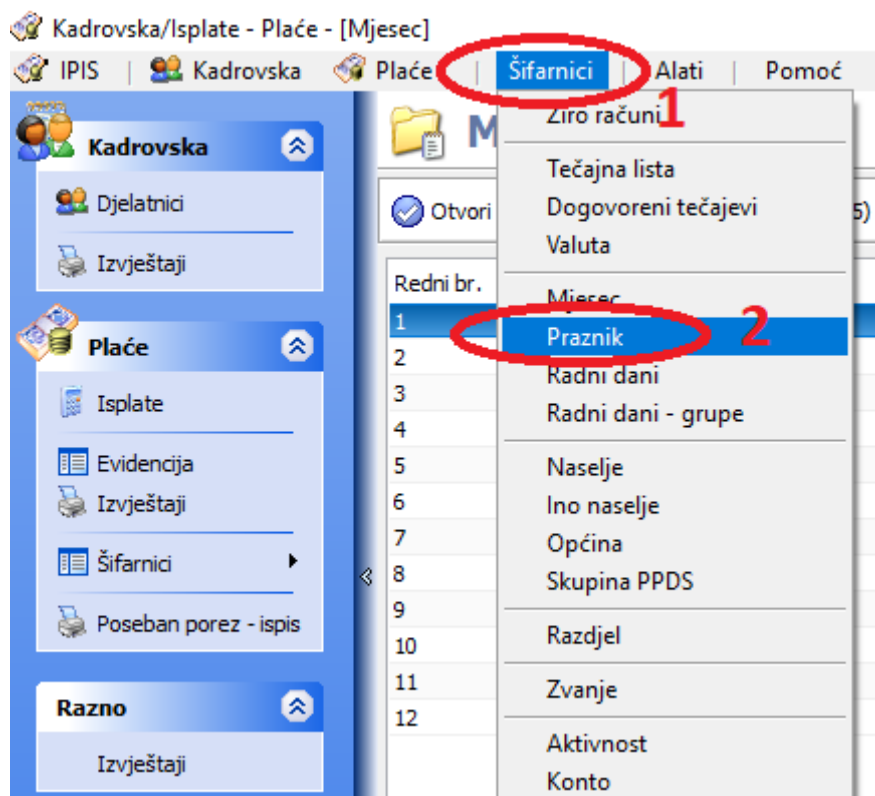 Kadrovska/Isplate - Plaće - [Mjesec]
IPIS | Kadrovska Plaće | Šifarnici | Alati | Pomoć
1
Kadrovska
Djelatnici
Izvještaji
Plaće
Isplate
Evidencija
Izvještaji
Šifarnici
Poseban porez - ispis
Razno
Izvještaji
M
Otvori
5)
Redni br.
1
2
3
4
5
6
7
8
9
10
11
12
Žiro računi
Tečajna lista
Dogovoreni tečajevi
Valuta
Mjesec
Praznik
2
Radni dani
Radni dani - grupe
Naselje
Ino naselje
Općina
Skupina PPDS
Razdjel
Zvanje
Aktivnost
Konto